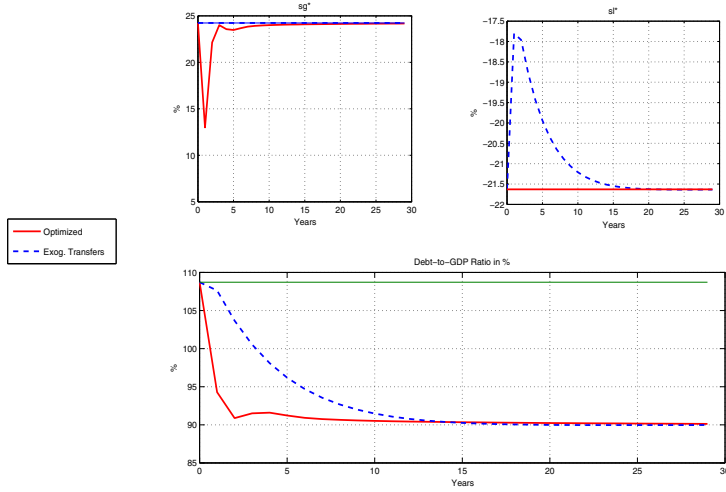 sg*
25
20
15
10
5
%
0 5 10 15 20 25 30
Years
sl*
−17.5
−18
−18.5
−19
−19.5
−20
−20.5
−21
−21.5
−22
%
0 5 10 15 20 25 30
Years
Optimized
Exog. Transfers
Debt−to−GDP Ratio in %
110
105
100
95
90
85
%
0 5 10 15 20 25 30
Years